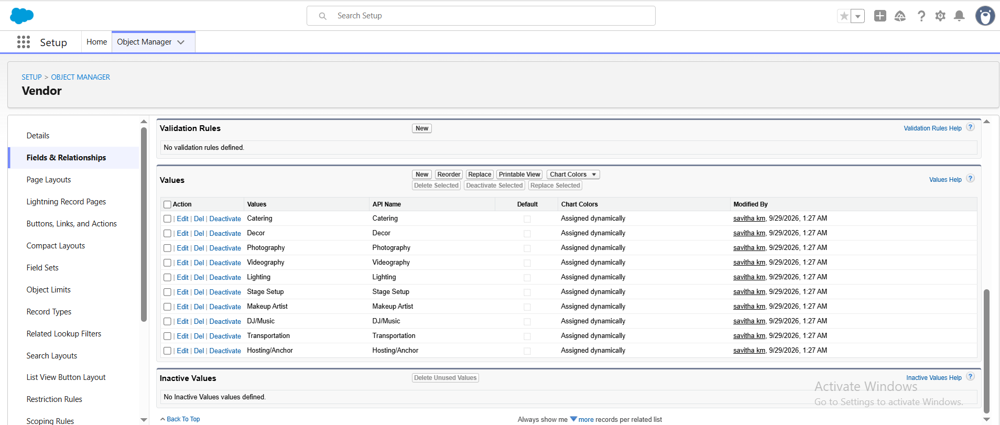 Search Setup
Setup
Home
Object Manager
SETUP > OBJECT MANAGER
Vendor
Details
Fields & Relationships
Page Layouts
Lightning Record Pages
Buttons, Links, and Actions
Compact Layouts
Field Sets
Object Limits
Record Types
Related Lookup Filters
Search Layouts
List View Button Layout
Restriction Rules
Scoping Rules
Validation Rules New Validation Rules Help ?
No validation rules defined.
Values New Reorder Replace Printable View Chart Colors Values Help ?
Delete Selected Deactivate Selected Replace Selected
Action Values API Name Default Chart Colors Modified By
| Edit | Del | Deactivate Catering Catering Assigned dynamically savitha km, 9/29/2026, 1:27 AM
| Edit | Del | Deactivate Decor Decor Assigned dynamically savitha km, 9/29/2026, 1:27 AM
| Edit | Del | Deactivate Photography Photography Assigned dynamically savitha km, 9/29/2026, 1:27 AM
| Edit | Del | Deactivate Videography Videography Assigned dynamically savitha km, 9/29/2026, 1:27 AM
| Edit | Del | Deactivate Lighting Lighting Assigned dynamically savitha km, 9/29/2026, 1:27 AM
| Edit | Del | Deactivate Stage Setup Stage Setup Assigned dynamically savitha km, 9/29/2026, 1:27 AM
| Edit | Del | Deactivate Makeup Artist Makeup Artist Assigned dynamically savitha km, 9/29/2026, 1:27 AM
| Edit | Del | Deactivate DJ/Music DJ/Music Assigned dynamically savitha km, 9/29/2026, 1:27 AM
| Edit | Del | Deactivate Transportation Transportation Assigned dynamically savitha km, 9/29/2026, 1:27 AM
| Edit | Del | Deactivate Hosting/Anchor Hosting/Anchor Assigned dynamically savitha km, 9/29/2026, 1:27 AM
Inactive Values Delete Unused Values Inactive Values Help ?
No Inactive Values values defined.
Back To Top Always show me more records per related list
Activate Windows
Go to Settings to activate Windows.